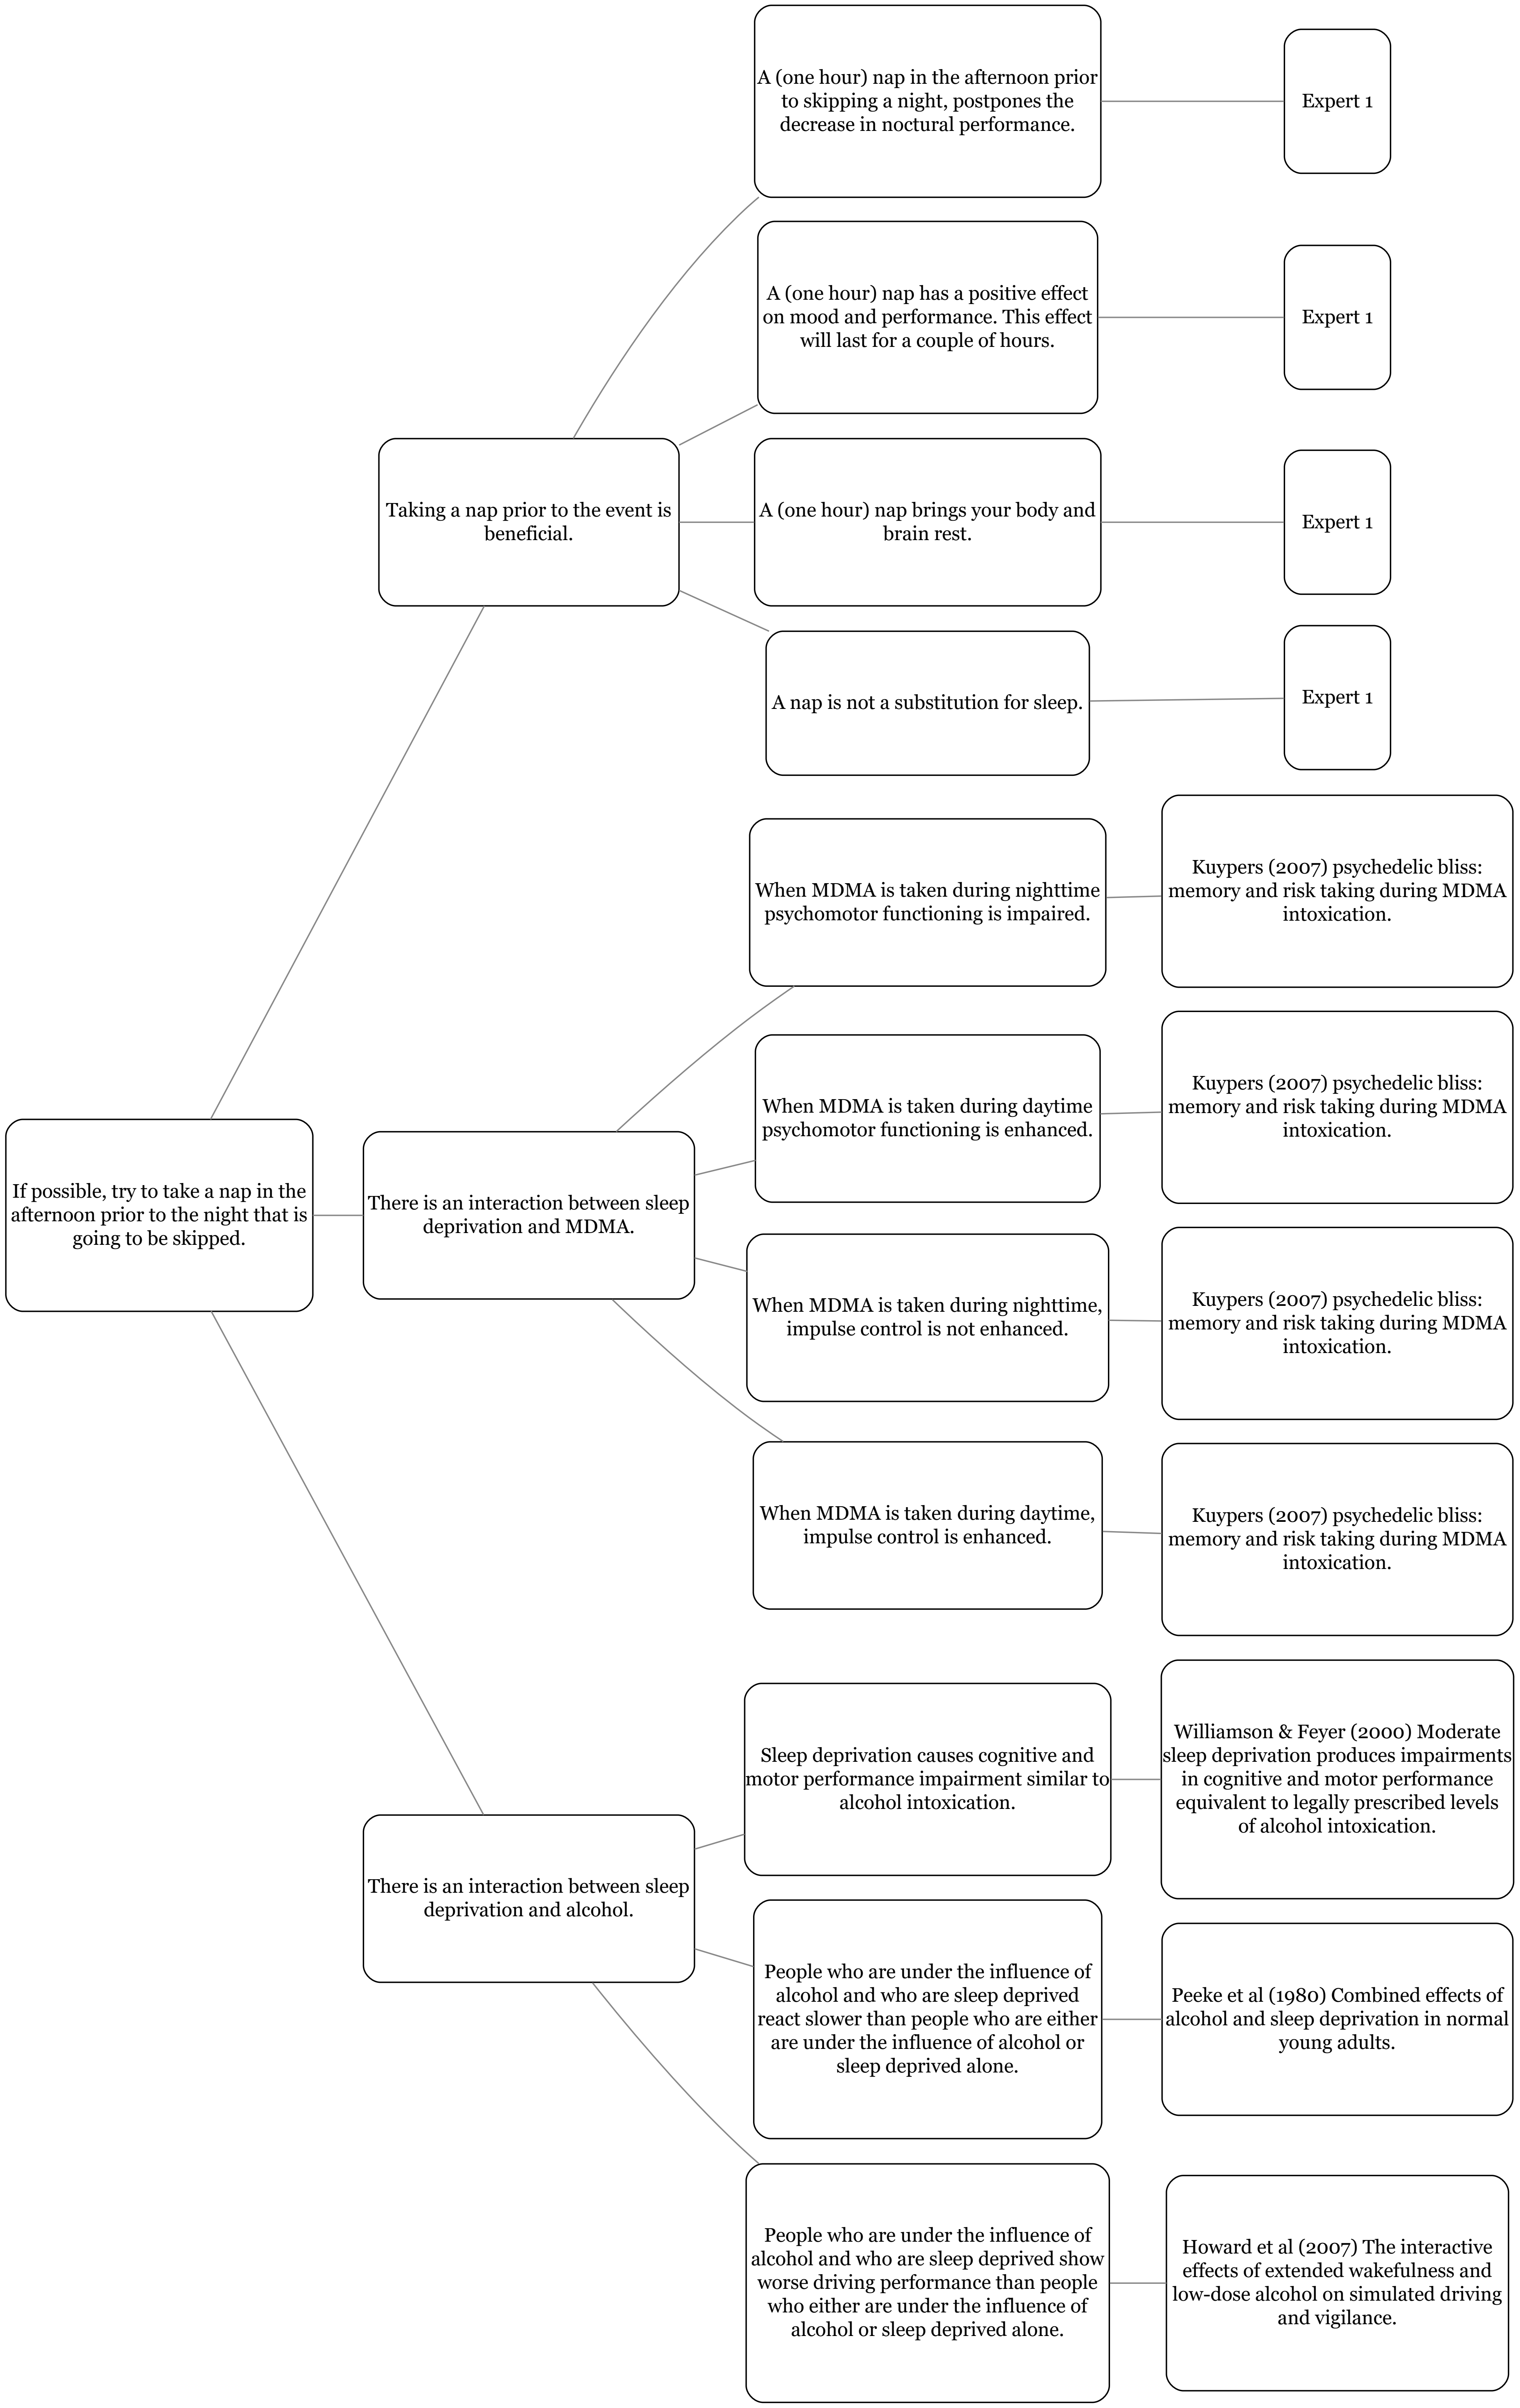 A (one hour) nap in the afternoon prior
to skipping a night, postpones the
decrease in noctural performance.
Expert 1
A (one hour) nap has a positive effect
on mood and performance. This effect
will last for a couple of hours.
Expert 1
Taking a nap prior to the event is
beneficial.
A (one hour) nap brings your body and
brain rest.
Expert 1
A nap is not a substitution for sleep.
Expert 1
When MDMA is taken during nighttime
psychomotor functioning is impaired.
Kuypers (2007) psychedelic bliss:
memory and risk taking during MDMA
intoxication.
When MDMA is taken during daytime
psychomotor functioning is enhanced.
Kuypers (2007) psychedelic bliss:
memory and risk taking during MDMA
intoxication.
If possible, try to take a nap in the
afternoon prior to the night that is
going to be skipped.
There is an interaction between sleep
deprivation and MDMA.
When MDMA is taken during nighttime,
impulse control is not enhanced.
Kuypers (2007) psychedelic bliss:
memory and risk taking during MDMA
intoxication.
When MDMA is taken during daytime,
impulse control is enhanced.
Kuypers (2007) psychedelic bliss:
memory and risk taking during MDMA
intoxication.
Sleep deprivation causes cognitive and
motor performance impairment similar to
alcohol intoxication.
Williamson & Feyer (2000) Moderate
sleep deprivation produces impairments
in cognitive and motor performance
equivalent to legally prescribed levels
of alcohol intoxication.
There is an interaction between sleep
deprivation and alcohol.
People who are under the influence of
alcohol and who are sleep deprived
react slower than people who are either
are under the influence of alcohol or
sleep deprived alone.
Peeke et al (1980) Combined effects of
alcohol and sleep deprivation in normal
young adults.
People who are under the influence of
alcohol and who are sleep deprived show
worse driving performance than people
who either are under the influence of
alcohol or sleep deprived alone.
Howard et al (2007) The interactive
effects of extended wakefulness and
low-dose alcohol on simulated driving
and vigilance.